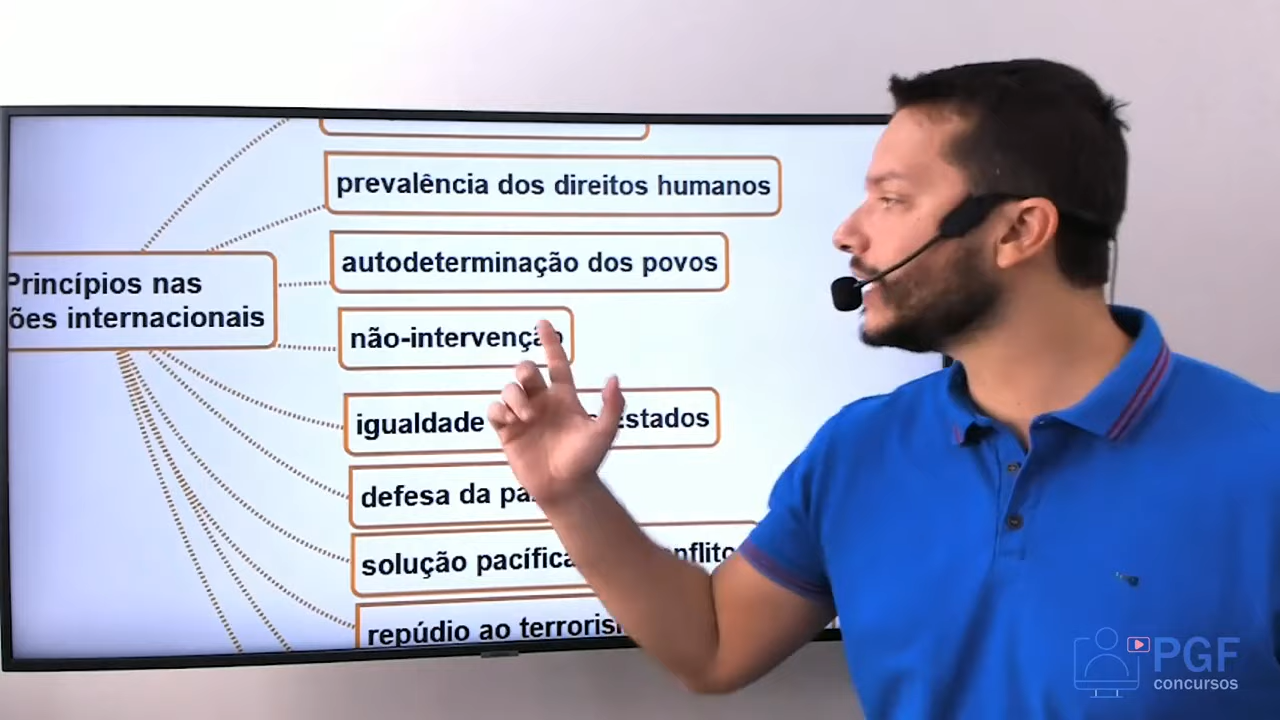 prevalência dos direitos humanos
autodeterminação dos povos
Princípios nas
ões internacionais
não-intervenção
igualdade
Estados
defesa da pa
solução pacífica
nflito
repúdio ao terroris
PGF
concursos